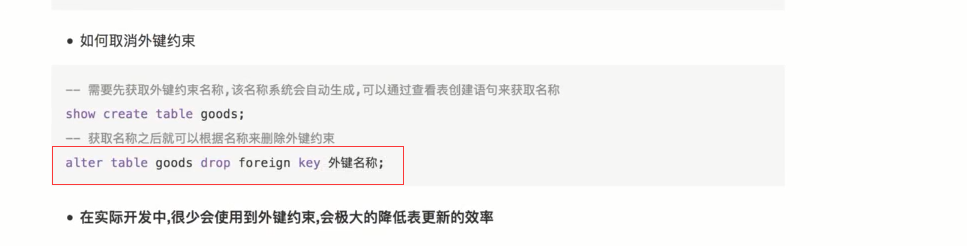 • 如何取消外键约束
-- 需要先获取外键约束名称,该名称系统会自动生成,可以通过查看表创建语句来获取名称
show create table goods;
-- 获取名称之后就可以根据名称来删除外键约束
alter table goods drop foreign key 外键名称;
• 在实际开发中,很少会使用到外键约束,会极大的降低表更新的效率